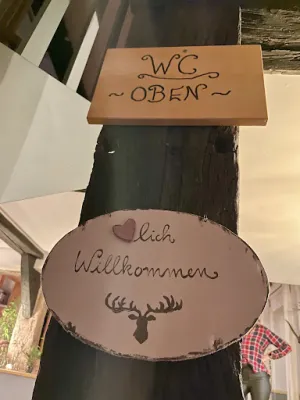 WC
~ OBEN ~
lich
Willkommen